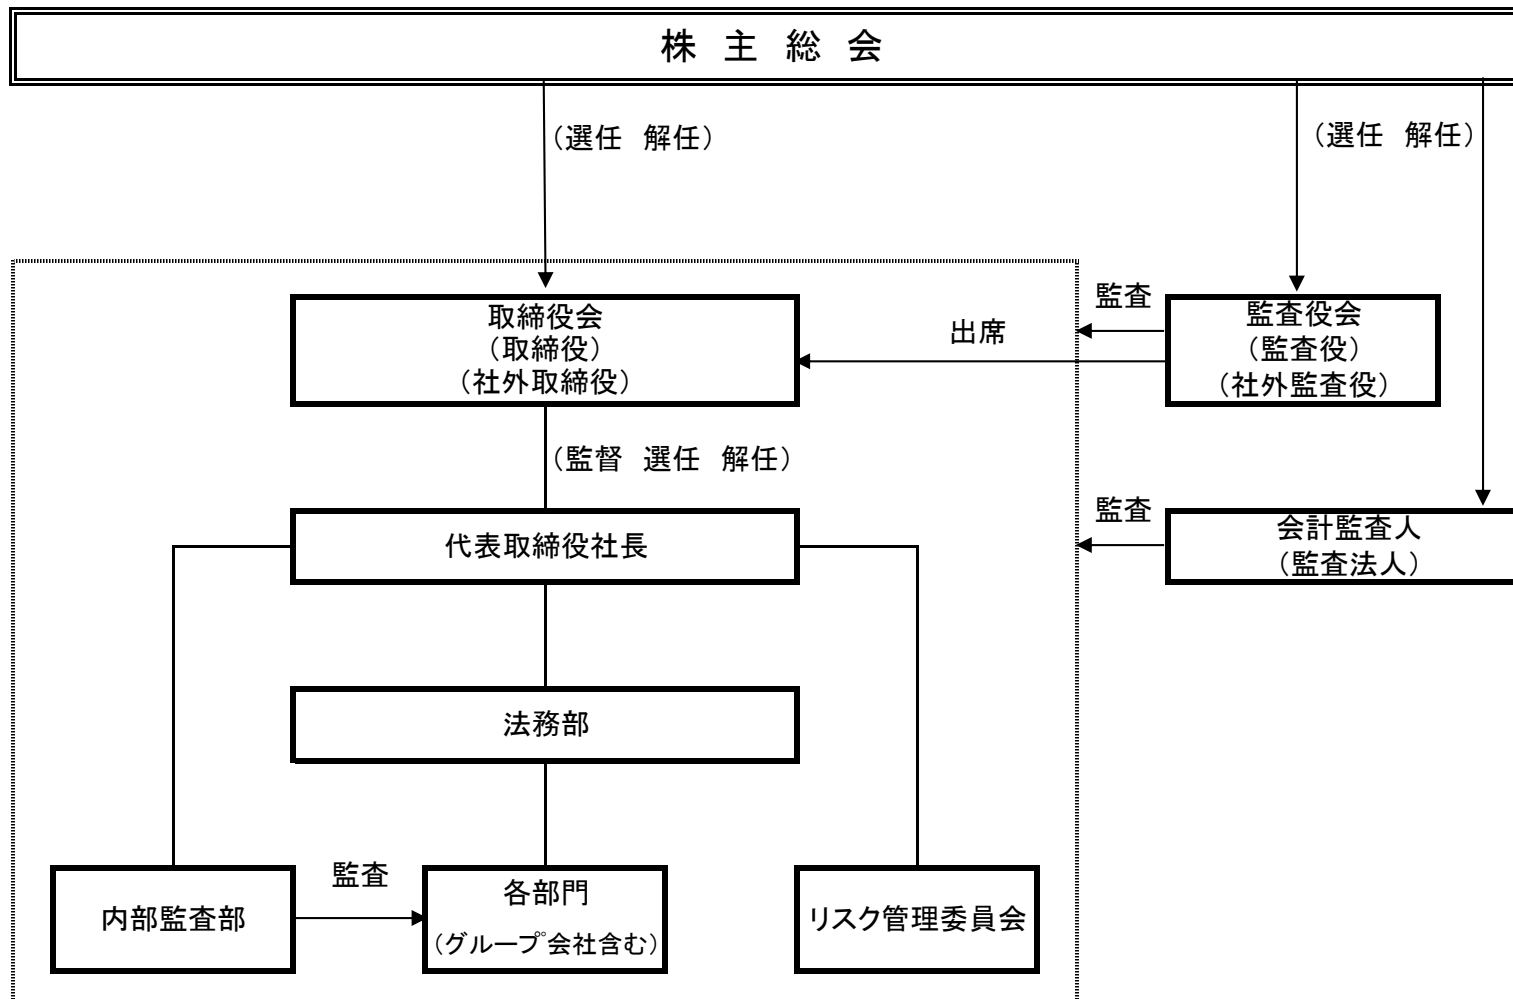 株 主 総 会
（選任　解任）
（選任　解任）
取締役会
（取締役）
（社外取締役）
出席
監査
監査役会
（監査役）
（社外監査役）
（監督　選任　解任）
代表取締役社長
監査
会計監査人
（監査法人）
法務部
内部監査部
監査
各部門
（グループ会社含む）
リスク管理委員会